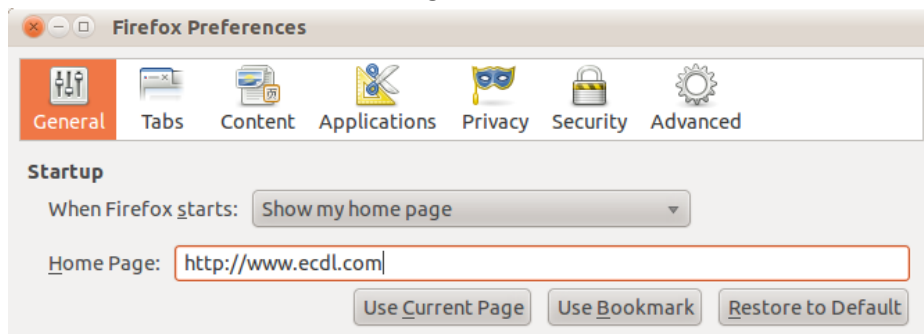 Firefox Preferences
General Tabs Content Applications Privacy Security Advanced
Startup
When Firefox starts: Show my home page
Home Page: http://www.ecdl.com
Use Current Page Use Bookmark Restore to Default